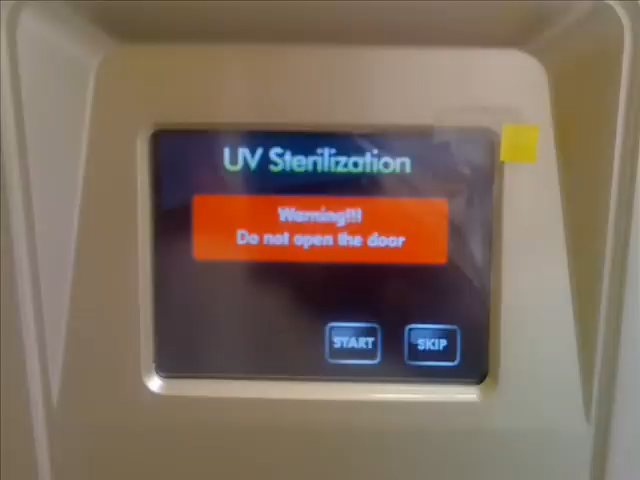 UV Sterilization
Warning!!!
Do not open the door
START
SKIP